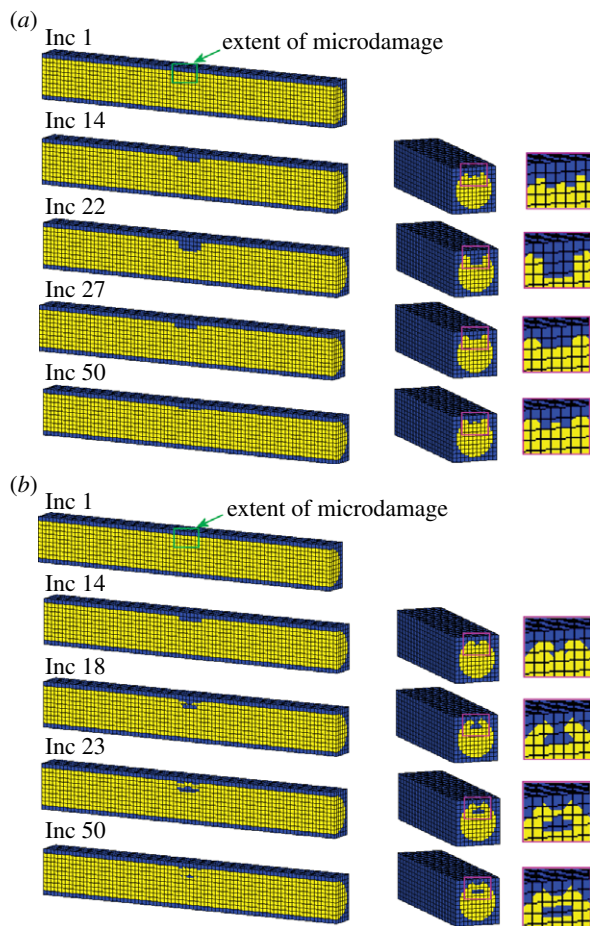 (a)
Inc 1
extent of microdamage
Inc 14
Inc 22
Inc 27
Inc 50
(b)
Inc 1
extent of microdamage
Inc 14
Inc 18
Inc 23
Inc 50